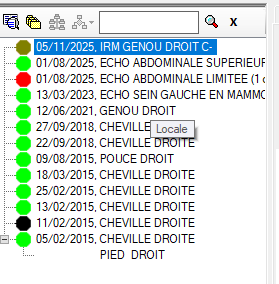 x
05/11/2025, IRM GENOU DROIT C-
01/08/2025, ECHO ABDOMINALE SUPERIEUR
01/08/2025, ECHO ABDOMINALE LIMITEE (1
13/03/2023, ECHO SEIN GAUCHE EN MAMMO
12/06/2021, GENOU DROIT
27/09/2018, CHEVILLE
Locale
22/09/2018, CHEVILLE DROITE
09/08/2015, POUCE DROIT
18/03/2015, CHEVILLE DROITE
25/02/2015, CHEVILLE DROITE
13/02/2015, CHEVILLE DROITE
11/02/2015, CHEVILLE DROITE
05/02/2015, CHEVILLE DROITE
PIED DROIT